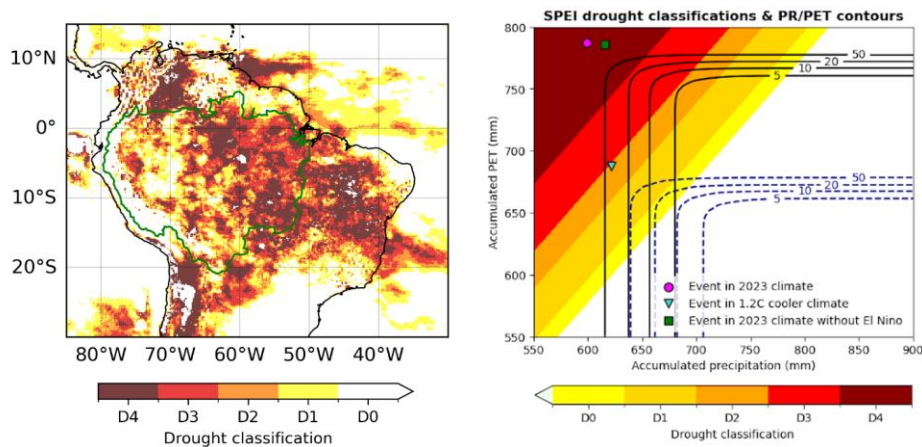 10°N
0°
10°S
20°S
80°W 70°W 60°W 50°W 40°W
D4 D3 D2 D1 D0
Drought classification
SPEI drought classifications & PR/PET contours
Accumulated PET (mm)
800
750
700
650
600
550
50
20
10
5
50
20
10
5
Event in 2023 climate
Event in 1.2C cooler climate
Event in 2023 climate without El Nino
550 600 650 700 750 800 850 900
Accumulated precipitation (mm)
D0 D1 D2 D3 D4
Drought classification